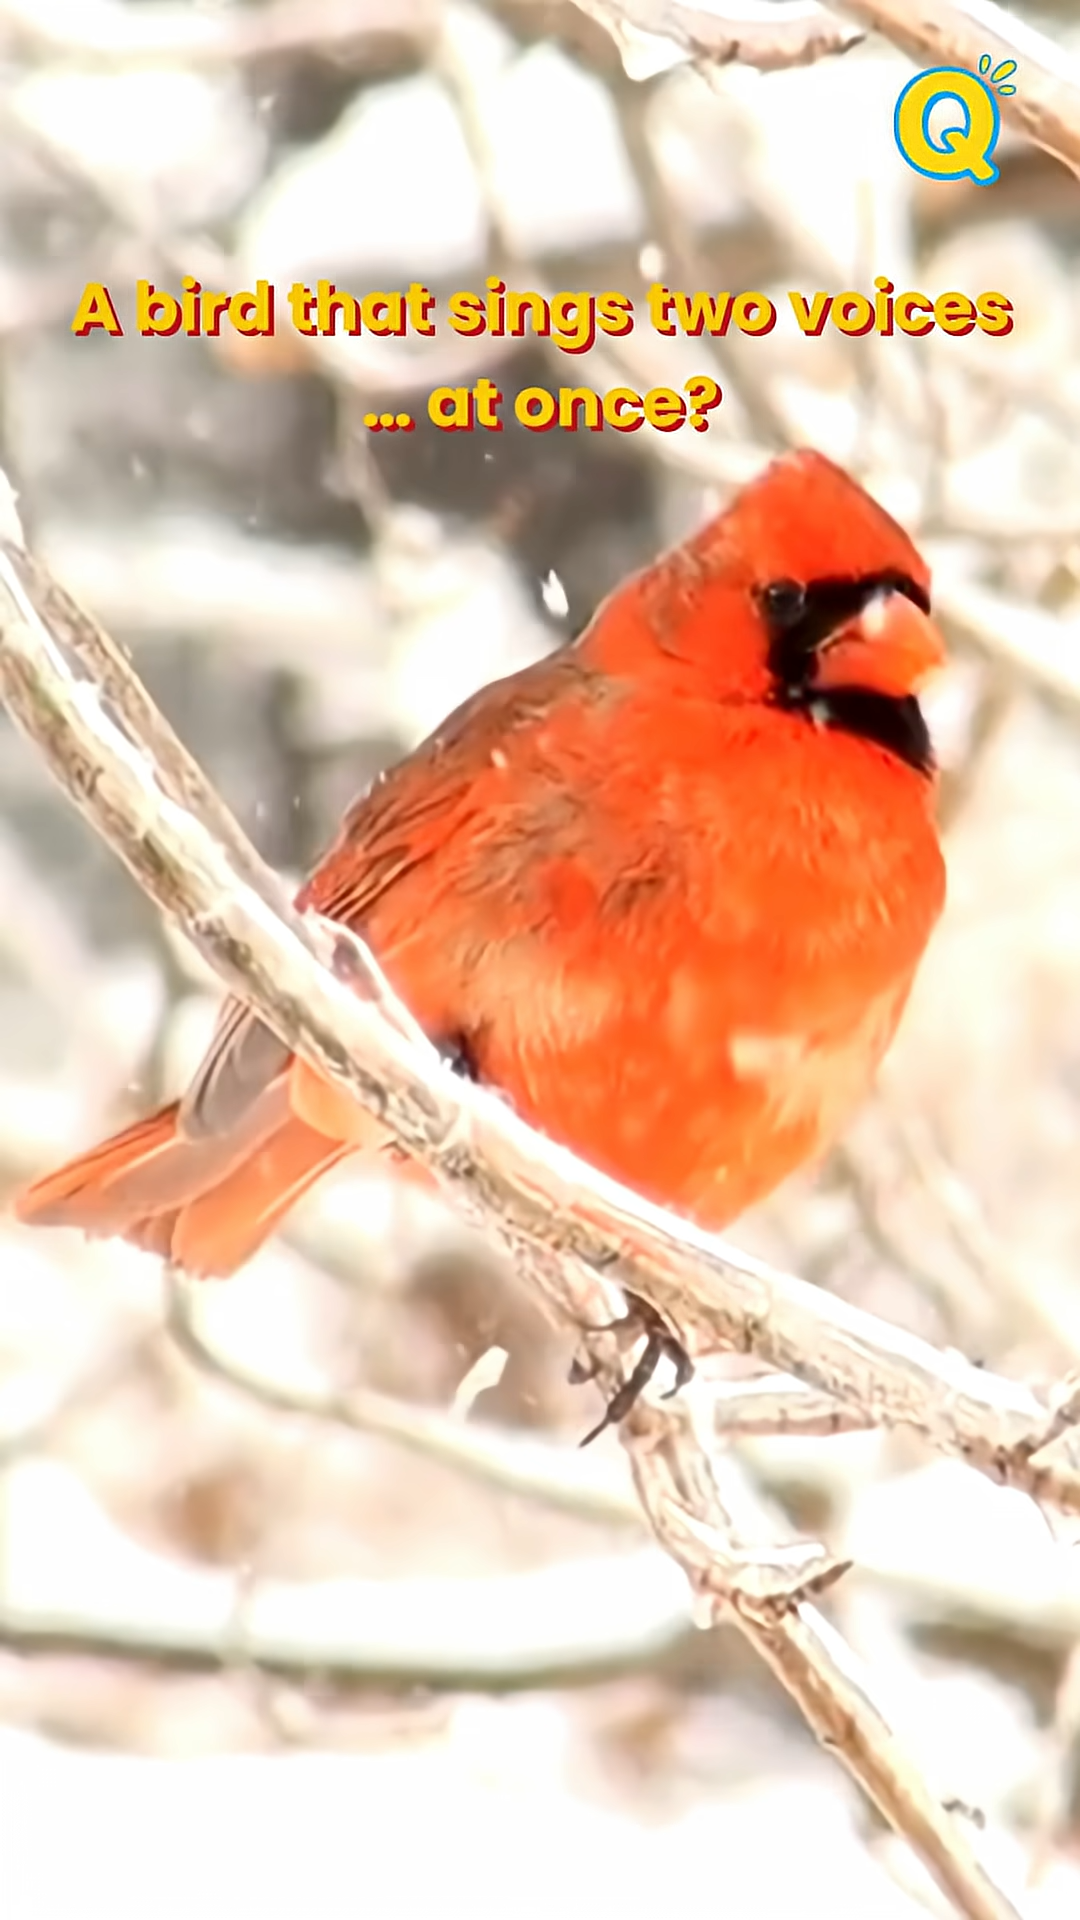 Q
A bird that sings two voices
... at once?